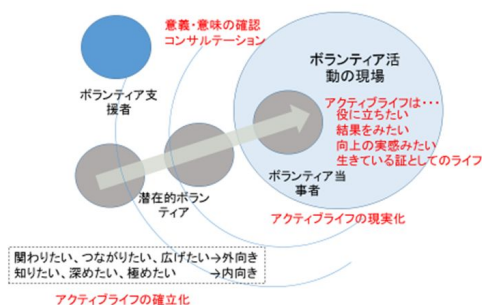 意義・意味の確認
コンサルテーション
ボランティア活
動の現場
ボランティア支
援者
アクティブライフは・・・
役に立ちたい
結果をみたい
向上の実感みたい
生きている証としてのライフ
ボランティア当
事者
潜在的ボラン
ティア
アクティブライフの現実化
関わりたい、つながりたい、広げたい→外向き
知りたい、深めたい、極めたい →内向き
アクティブライフの確立化